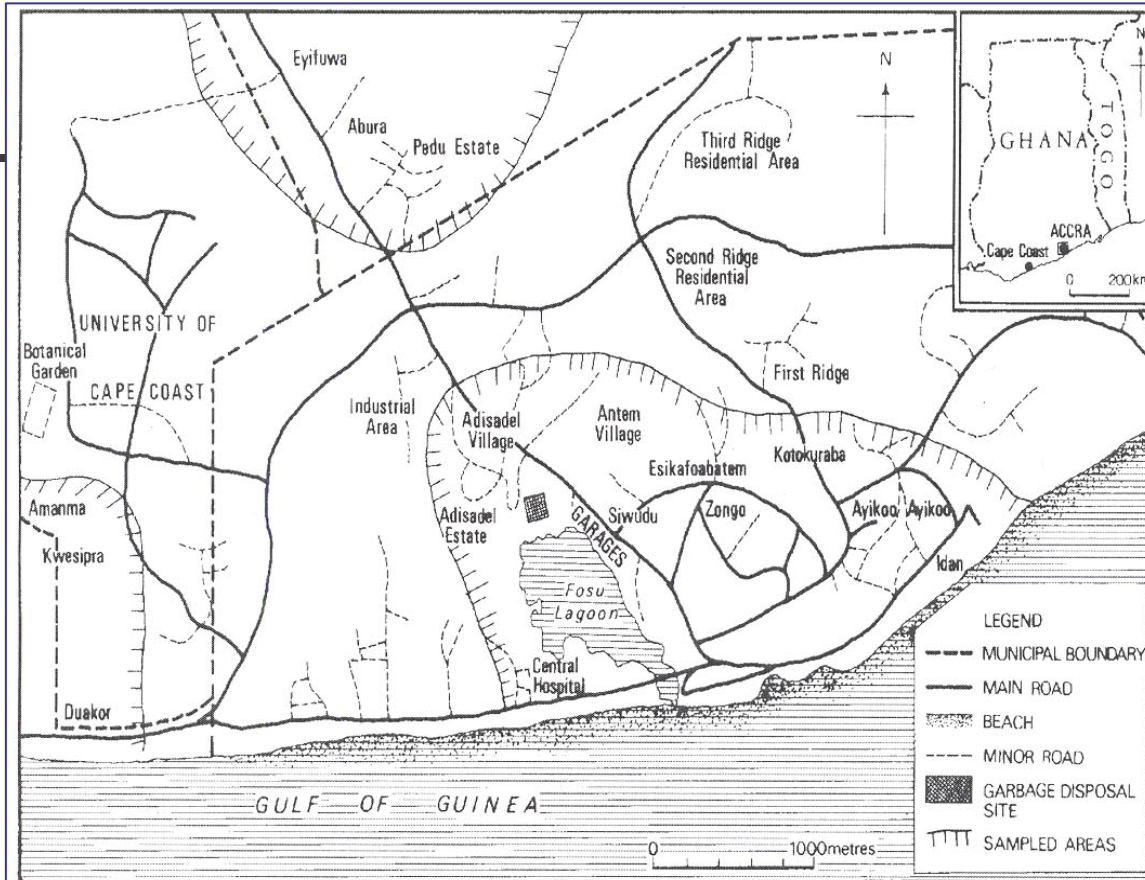 Eyifuwa
Abura
Pedu Estate
N
Third Ridge
Residential Area
N
GHANA
TOGO
ACCRA
Cape Coast
0 200km
Second Ridge
Residential Area
UNIVERSITY OF
CAPE COAST
Botanical
Garden
Industrial
Area
Adisadel
Village
Antem
Village
First Ridge
Esikafoabatem
Kotokuraba
Amanma
Kwesipra
Adisadel
Estate
GARAGES
Siwudu
Zongo
Ayikoo
Ayikoo
Idan
Fosu
Lagoon
Central
Hospital
Duakor
GULF OF GUINEA
0 1000metres
LEGEND
MUNICIPAL BOUNDARY
MAIN ROAD
BEACH
MINOR ROAD
GARBAGE DISPOSAL
SITE
SAMPLED AREAS